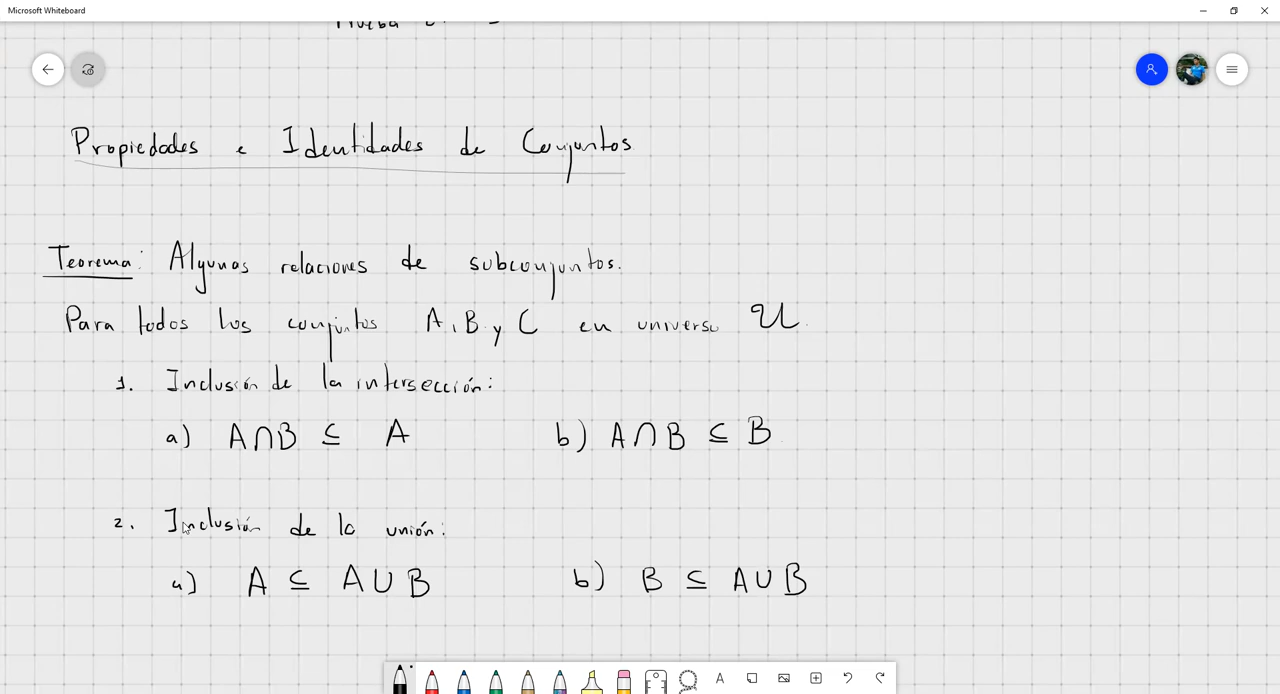 Microsoft Whiteboard
Prueba
Propiedades e Identidades de Conjuntos
Teorema: Algunas relaciones de subconjuntos.
Para todos los conjuntos A, B y C en universo U
1. Inclusión de la intersección:
a) A∩B ⊆ A b) A∩B ⊆ B
2. Inclusión de la unión:
a) A ⊆ A∪B b) B ⊆ A∪B
A